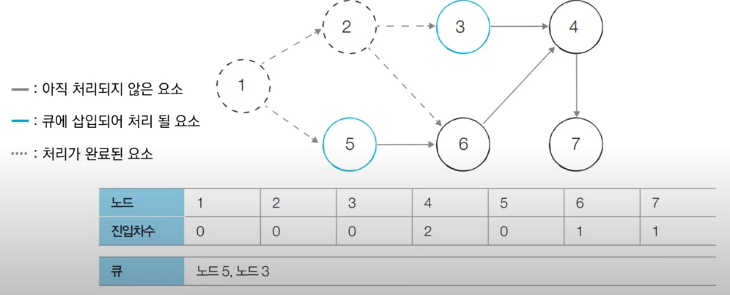 2
3
4
1
: 아직 처리되지 않은 요소
: 큐에 삽입되어 처리 될 요소
5
6
7
: 처리가 완료된 요소
노드 1 2 3 4 5 6 7
진입차수 0 0 0 2 0 1 1
큐 노드 5, 노드 3